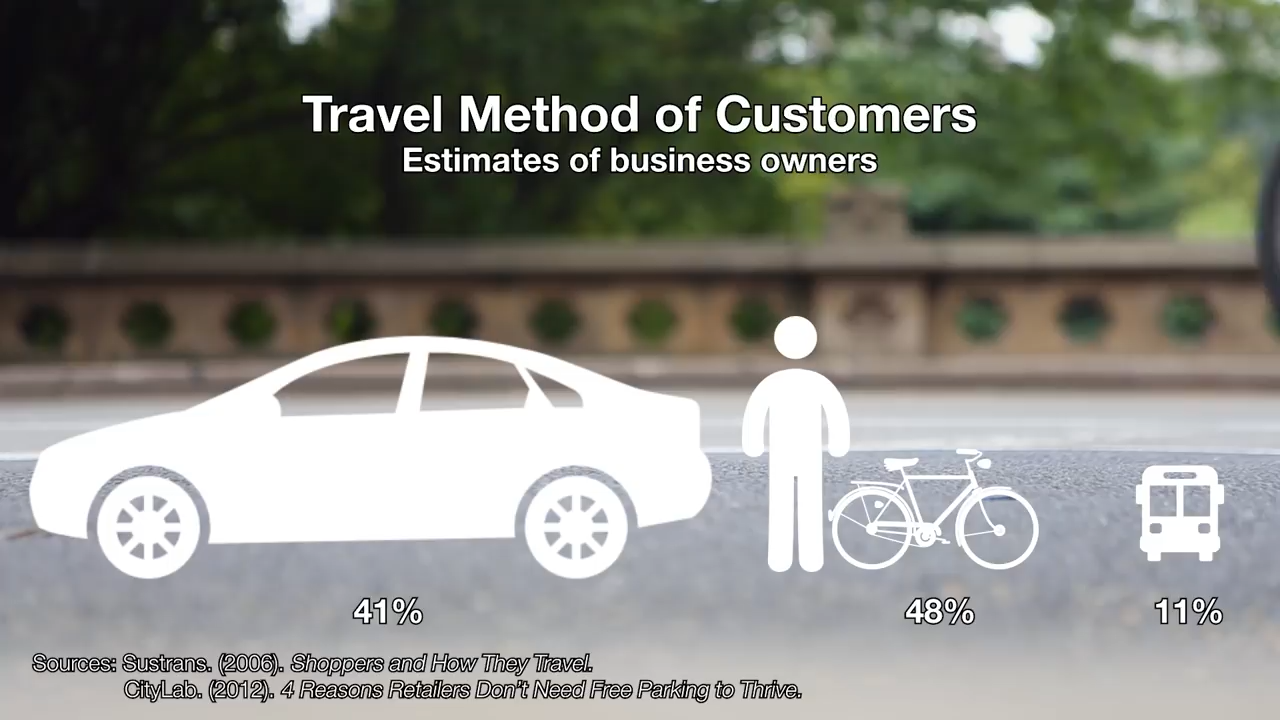 Travel Method of Customers
Estimates of business owners
41%
48%
11%
Sources: Sustrans. (2006). Shoppers and How They Travel.
CityLab. (2012). 4 Reasons Retailers Don't Need Free Parking to Thrive.